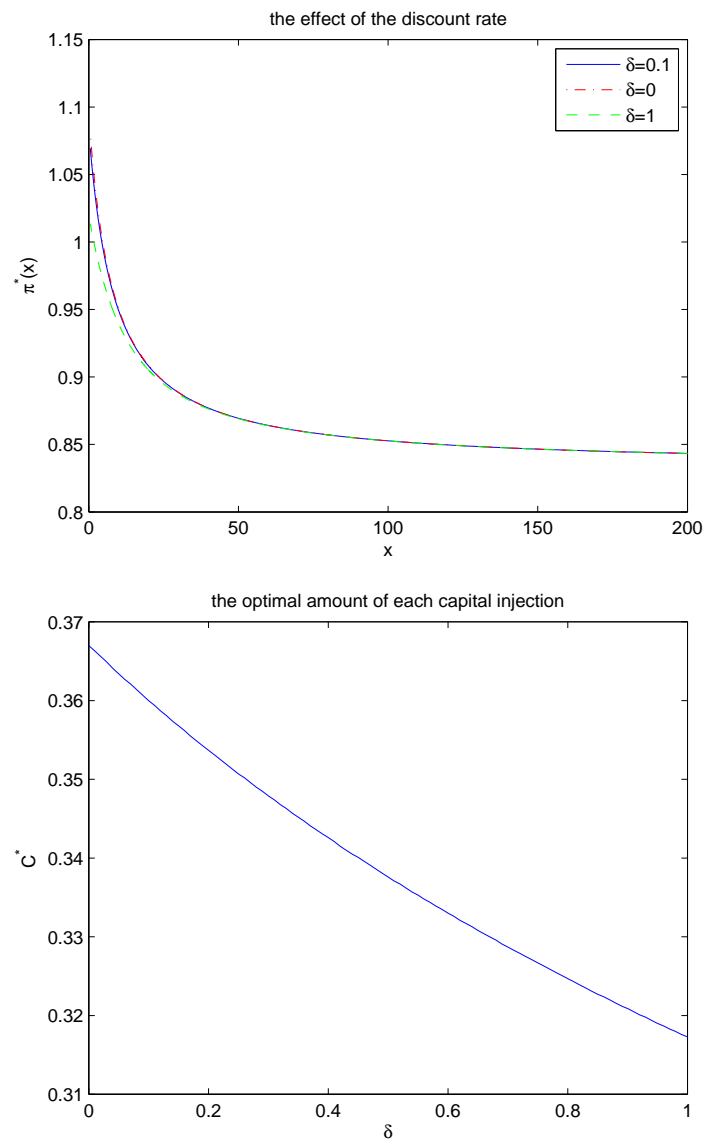 the effect of the discount rate
1.15
1.1
1.05
1
0.95
0.9
0.85
0.8
π*(x)
δ=0.1
δ=0
δ=1
0 50 100 150 200
x
the optimal amount of each capital injection
0.37
0.36
0.35
0.34
0.33
0.32
0.31
C*
0 0.2 0.4 0.6 0.8 1
δ